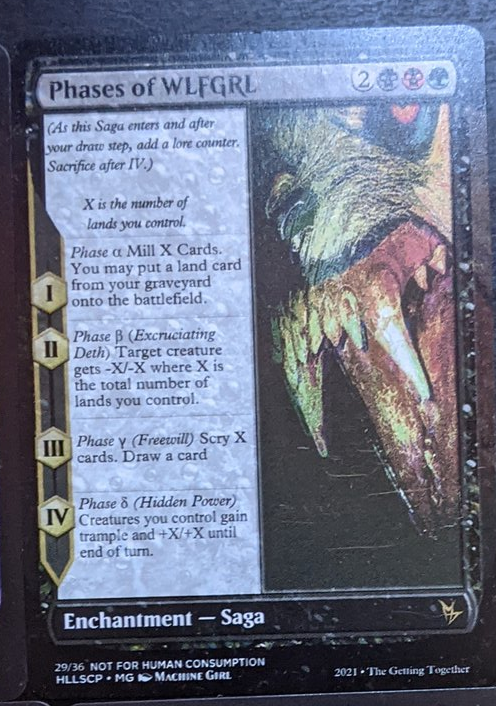 Phases of WLFGRL 2
(As this Saga enters and after
your draw step, add a lore counter.
Sacrifice after IV.)
X is the number of
lands you control.
I
Phase α Mill X Cards.
You may put a land card
from your graveyard
onto the battlefield.
II
Phase β (Excruciating
Deth) Target creature
gets -X/-X where X is
the total number of
lands you control.
III
Phase γ (Freewill) Scry X
cards. Draw a card
IV
Phase δ (Hidden Power)
Creatures you control gain
trample and +X/+X until
end of turn.
Enchantment — Saga
29/36 NOT FOR HUMAN CONSUMPTION
HLLSCP • MG MACHINE GIRL
2021 • The Getting Together